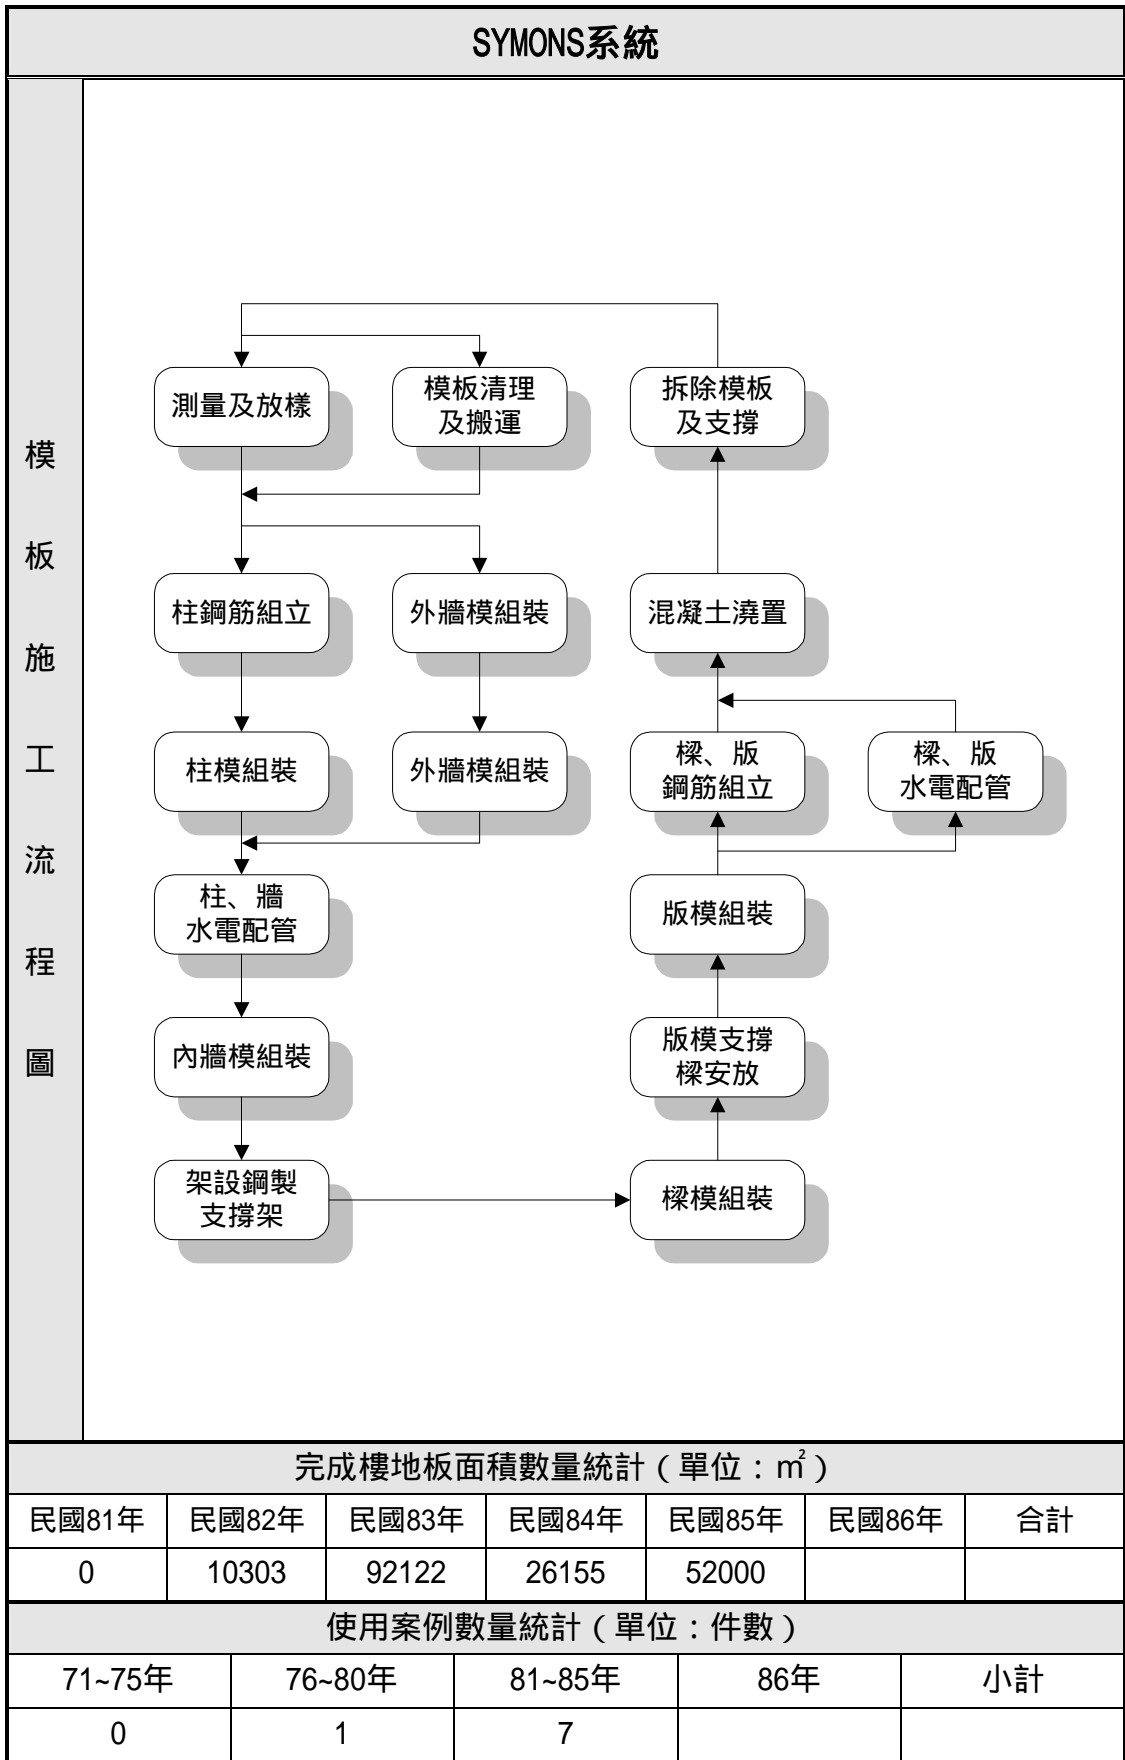 SYMONS系統
模
板
施
工
流
程
圖
測量及放樣
模板清理
及搬運
拆除模板
及支撐
柱鋼筋組立
外牆模組裝
混凝土澆置
柱模組裝
外牆模組裝
樑、版
鋼筋組立
樑、版
水電配管
柱、牆
水電配管
版模組裝
內牆模組裝
版模支撐
樑安放
架設鋼製
支撐架
樑模組裝
完成樓地板面積數量統計（單位：㎡）
民國81年 民國82年 民國83年 民國84年 民國85年 民國86年 合計
0 10303 92122 26155 52000
使用案例數量統計（單位：件數）
71~75年 76~80年 81~85年 86年 小計
0 1 7